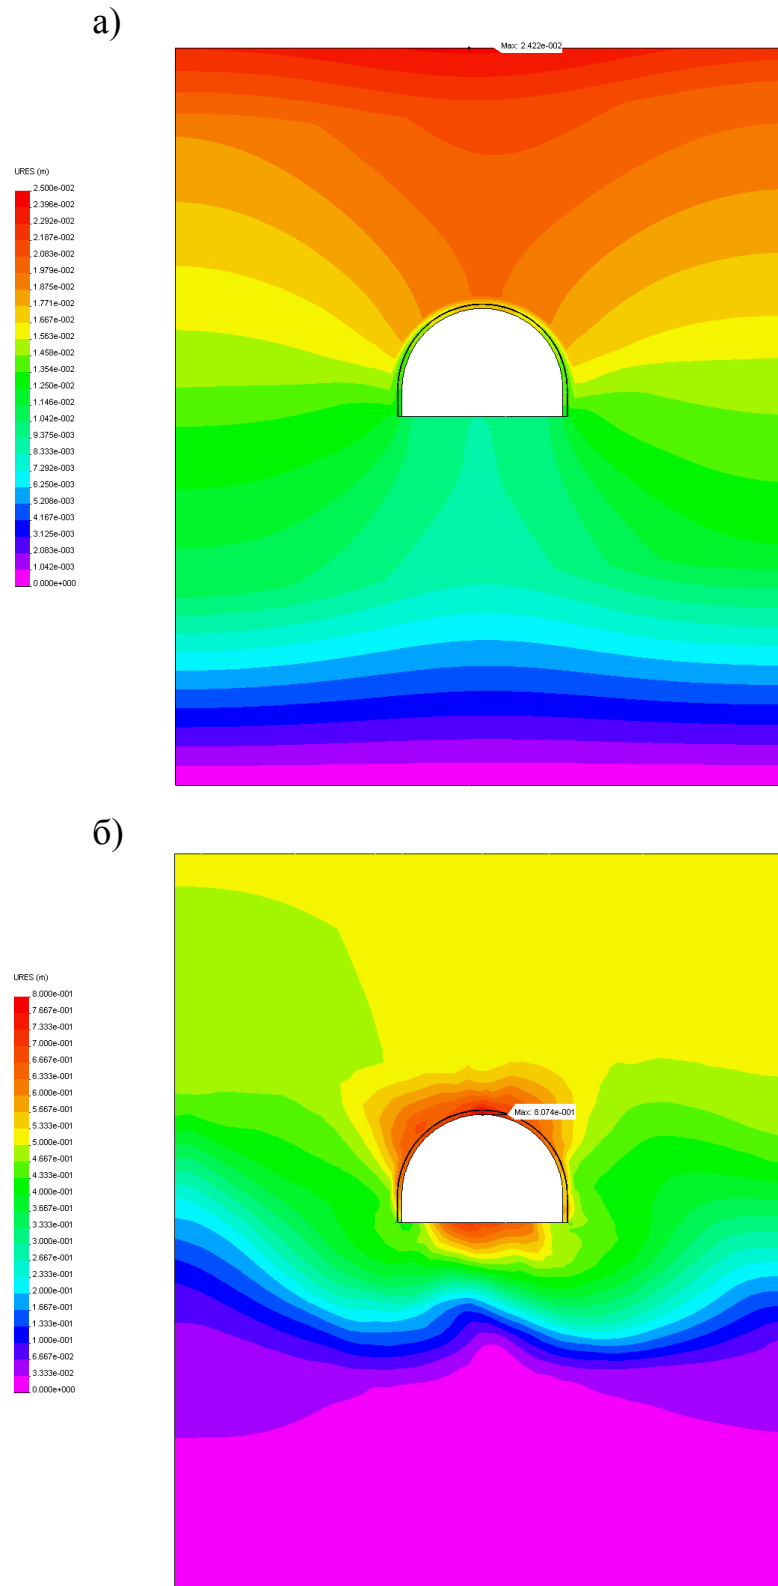 а)
Max: 2.422e-002
URES (m)
2.500e-002
2.396e-002
2.292e-002
2.187e-002
2.083e-002
1.979e-002
1.875e-002
1.771e-002
1.667e-002
1.563e-002
1.458e-002
1.354e-002
1.250e-002
1.146e-002
1.042e-002
9.375e-003
8.333e-003
7.292e-003
6.250e-003
5.208e-003
4.167e-003
3.125e-003
2.083e-003
1.042e-003
0.000e+000
б)
URES (m)
8.000e-001
7.667e-001
7.333e-001
7.000e-001
6.667e-001
6.333e-001
6.000e-001
5.667e-001
5.333e-001
5.000e-001
4.667e-001
4.333e-001
4.000e-001
3.667e-001
3.333e-001
3.000e-001
2.667e-001
2.333e-001
2.000e-001
1.667e-001
1.333e-001
1.000e-001
6.667e-002
3.333e-002
0.000e+000
Max: 8.074e-001